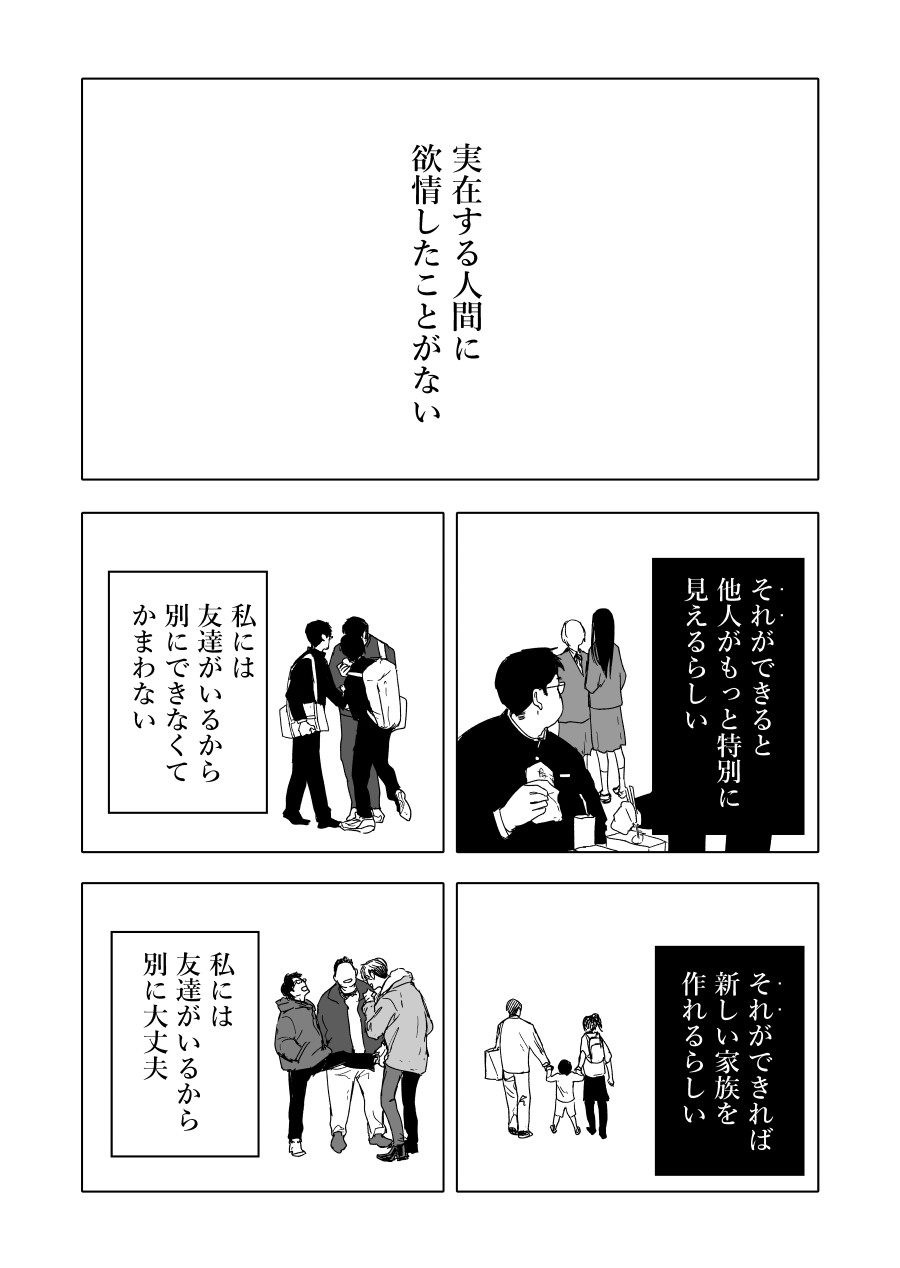 実在する人間に
欲情したことがない
それができると
他人がもっと特別に
見えるらしい
私には
友達がいるから
別にできなくて
かまわない
それができれば
新しい家族を
作れるらしい
私には
友達がいるから
別に大丈夫